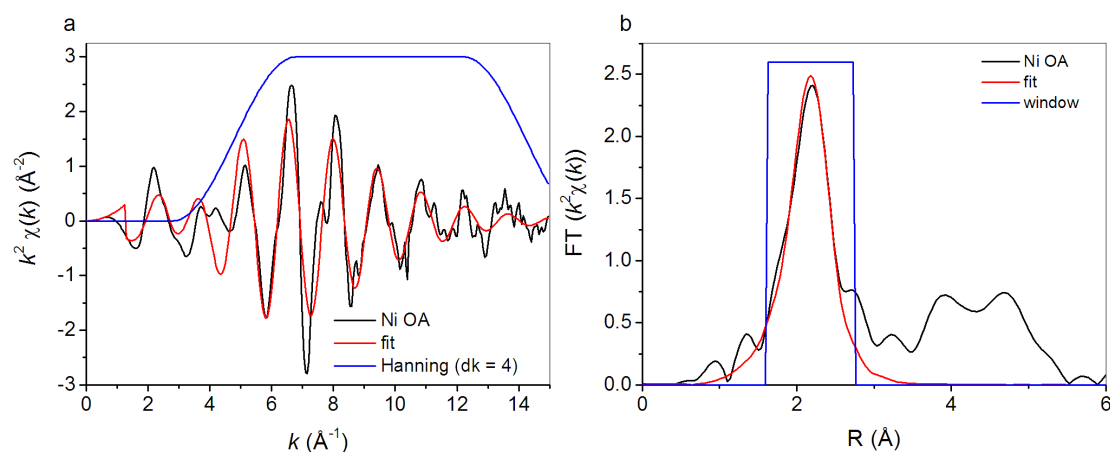 a
k² χ(k) (Å⁻²)
3
2
1
0
-1
-2
-3
Ni OA
fit
Hanning (dk = 4)
0 2 4 6 8 10 12 14
k (Å⁻¹)
b
FT (k²χ(k))
2.5
2.0
1.5
1.0
0.5
0.0
Ni OA
fit
window
0 2 4 6
R (Å)